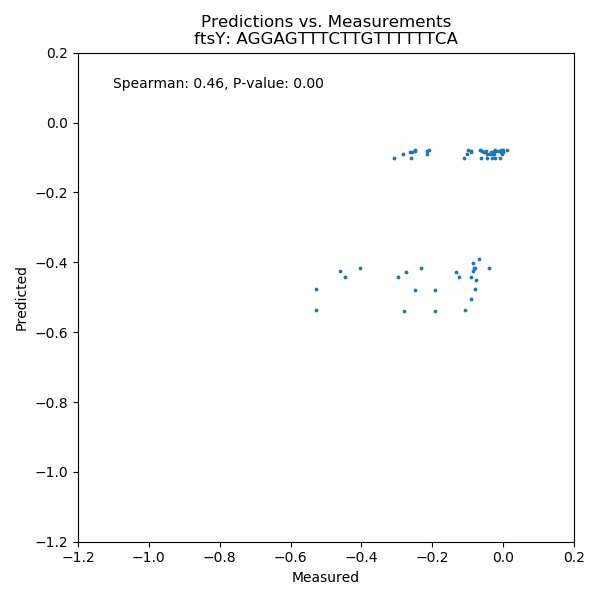 Predictions vs. Measurements
ftsY: AGGAGTTTCTTGTTTTTTCA
Spearman: 0.46, P-value: 0.00
Predicted
0.2
0.0
−0.2
−0.4
−0.6
−0.8
−1.0
−1.2
−1.2 −1.0 −0.8 −0.6 −0.4 −0.2 0.0 0.2
Measured